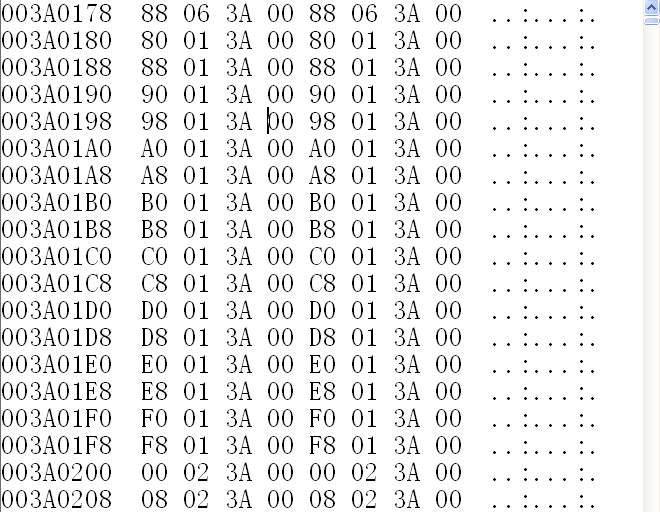 003A0178 88 06 3A 00 88 06 3A 00 ..:...:.
003A0180 80 01 3A 00 80 01 3A 00 ..:...:.
003A0188 88 01 3A 00 88 01 3A 00 ..:...:.
003A0190 90 01 3A 00 90 01 3A 00 ..:...:.
003A0198 98 01 3A 00 98 01 3A 00 ..:...:.
003A01A0 A0 01 3A 00 A0 01 3A 00 ..:...:.
003A01A8 A8 01 3A 00 A8 01 3A 00 ..:...:.
003A01B0 B0 01 3A 00 B0 01 3A 00 ..:...:.
003A01B8 B8 01 3A 00 B8 01 3A 00 ..:...:.
003A01C0 C0 01 3A 00 C0 01 3A 00 ..:...:.
003A01C8 C8 01 3A 00 C8 01 3A 00 ..:...:.
003A01D0 D0 01 3A 00 D0 01 3A 00 ..:...:.
003A01D8 D8 01 3A 00 D8 01 3A 00 ..:...:.
003A01E0 E0 01 3A 00 E0 01 3A 00 ..:...:.
003A01E8 E8 01 3A 00 E8 01 3A 00 ..:...:.
003A01F0 F0 01 3A 00 F0 01 3A 00 ..:...:.
003A01F8 F8 01 3A 00 F8 01 3A 00 ..:...:.
003A0200 00 02 3A 00 00 02 3A 00 ..:...:.
003A0208 08 02 3A 00 08 02 3A 00 ..:...:.